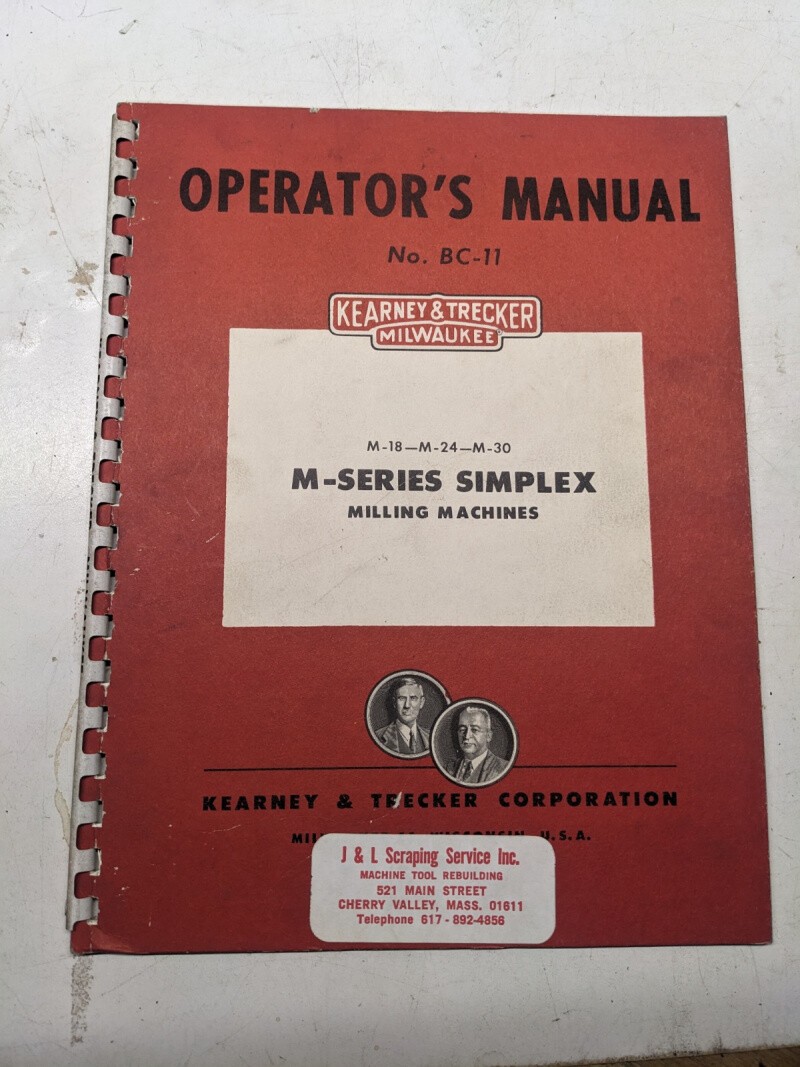 OPERATOR'S MANUAL
No. BC-11
KEARNEY & TRECKER
MILWAUKEE
M-18—M-24—M-30
M-SERIES SIMPLEX
MILLING MACHINES
KEARNEY & TRECKER CORPORATION
U.S.A.
J & L Scraping Service Inc.
MACHINE TOOL REBUILDING
521 MAIN STREET
CHERRY VALLEY, MASS. 01611
Telephone 617-892-4856